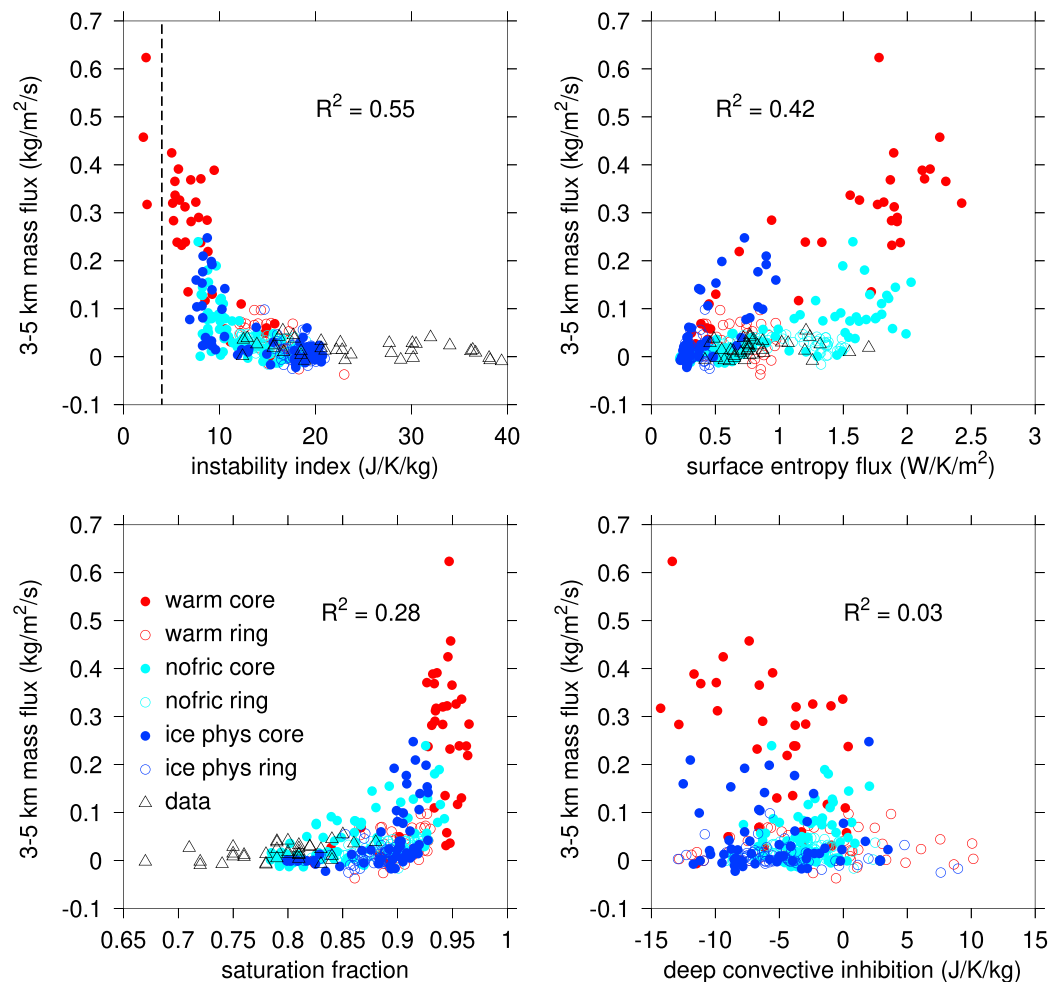 0.7
0.6
0.5
0.4
0.3
0.2
0.1
0
-0.1
3-5 km mass flux (kg/m²/s)
R² = 0.55
0 10 20 30 40
instability index (J/K/kg)
0.7
0.6
0.5
0.4
0.3
0.2
0.1
0
-0.1
3-5 km mass flux (kg/m²/s)
R² = 0.42
0 0.5 1 1.5 2 2.5 3
surface entropy flux (W/K/m²)
0.7
0.6
0.5
0.4
0.3
0.2
0.1
0
-0.1
3-5 km mass flux (kg/m²/s)
R² = 0.28
warm core
warm ring
nofric core
nofric ring
ice phys core
ice phys ring
data
0.65 0.7 0.75 0.8 0.85 0.9 0.95 1
saturation fraction
0.7
0.6
0.5
0.4
0.3
0.2
0.1
0
-0.1
3-5 km mass flux (kg/m²/s)
R² = 0.03
-15 -10 -5 0 5 10 15
deep convective inhibition (J/K/kg)